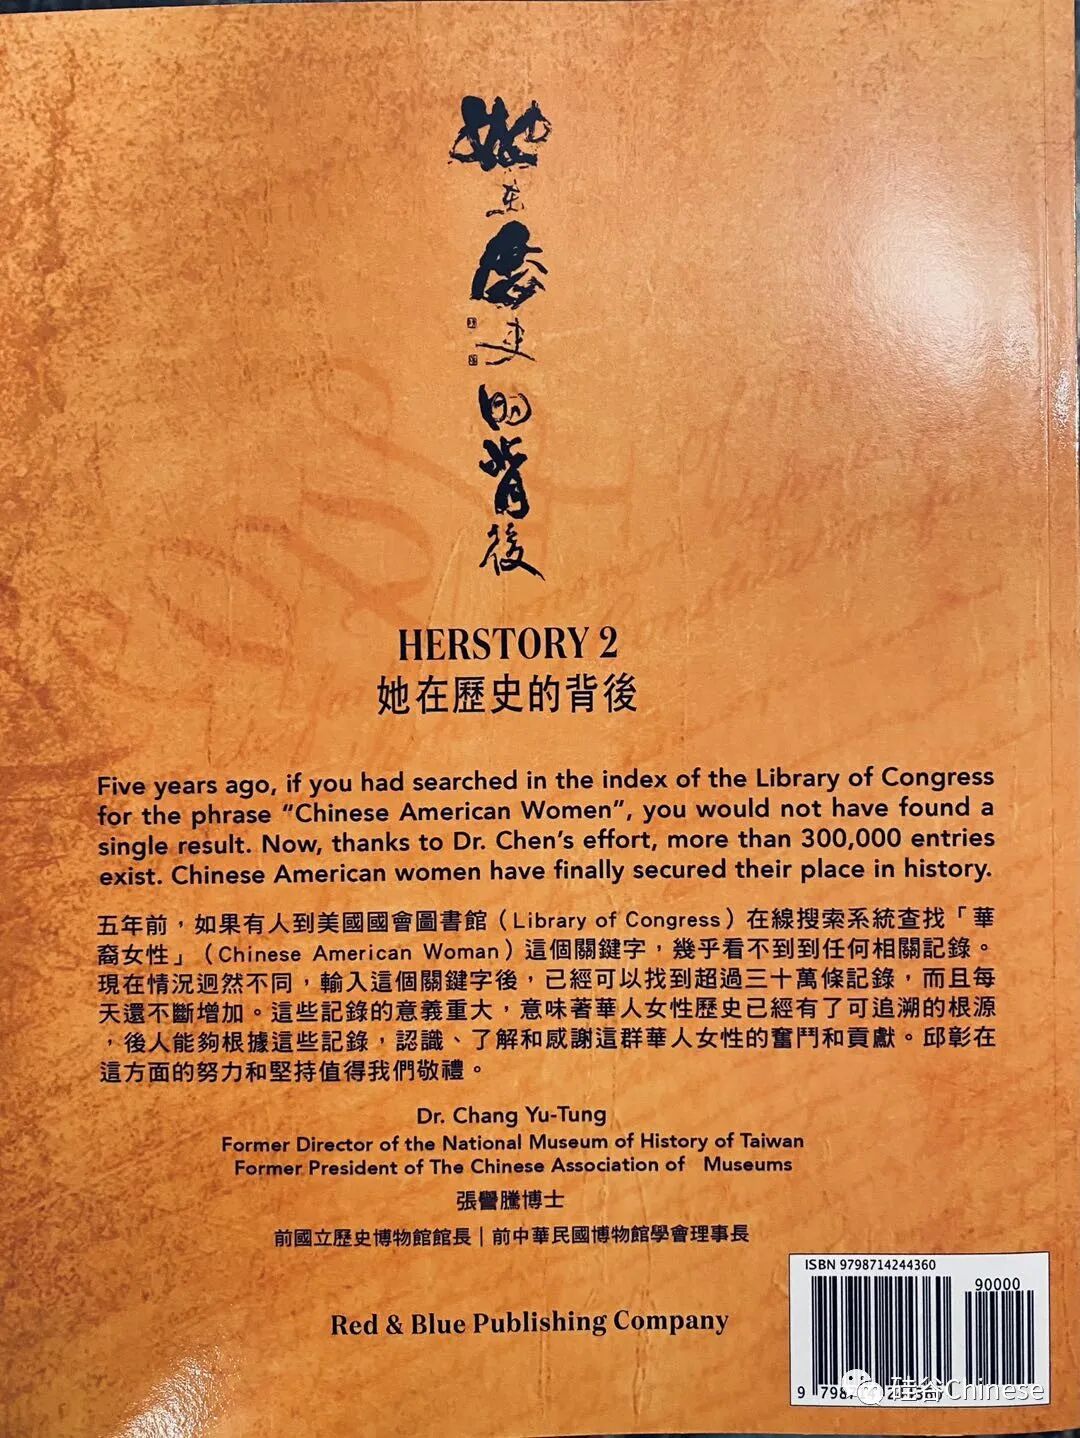 她在歷史的背後
HERSTORY 2
她在歷史的背後
Five years ago, if you had searched in the index of the Library of Congress
for the phrase “Chinese American Women”, you would not have found a
single result. Now, thanks to Dr. Chen’s effort, more than 300,000 entries
exist. Chinese American women have finally secured their place in history.
五年前，如果有人到美國國會圖書館（Library of Congress）在線搜索系統查找「華
裔女性」（Chinese American Woman）這個關鍵字，幾乎看不到到任何相關記錄。
現在情況迥然不同，輸入這個關鍵字後，已經可以找到超過三十萬條記錄，而且每
天還不斷增加。這些記錄的意義重大，意味著華人女性歷史已經有了可追溯的根源
，後人能夠根據這些記錄，認識、了解和感謝這群華人女性的奮鬥和貢獻。邱彰在
這方面的努力和堅持值得我們敬禮。
Dr. Chang Yu-Tung
Former Director of the National Museum of History of Taiwan
Former President of The Chinese Association of Museums
張譽騰博士
前國立歷史博物館館長｜前中華民國博物館學會理事長
Red & Blue Publishing Company
ISBN 9798714244360
90000
9 798714 244360
硅谷Chinese